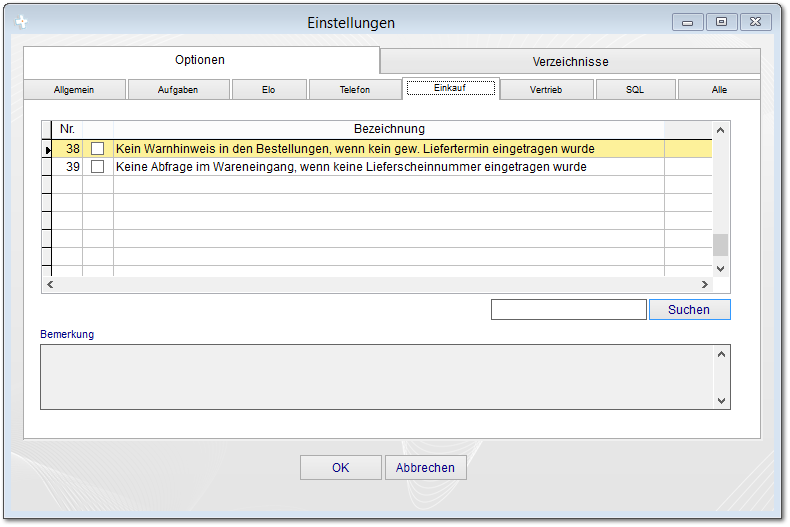 Einstellungen
Optionen Verzeichnisse
Allgemein Aufgaben Elo Telefon Einkauf Vertrieb SQL Alle
Nr. Bezeichnung
38 Kein Warnhinweis in den Bestellungen, wenn kein gew. Liefertermin eingetragen wurde
39 Keine Abfrage im Wareneingang, wenn keine Lieferscheinnummer eingetragen wurde
Suchen
Bemerkung
OK Abbrechen